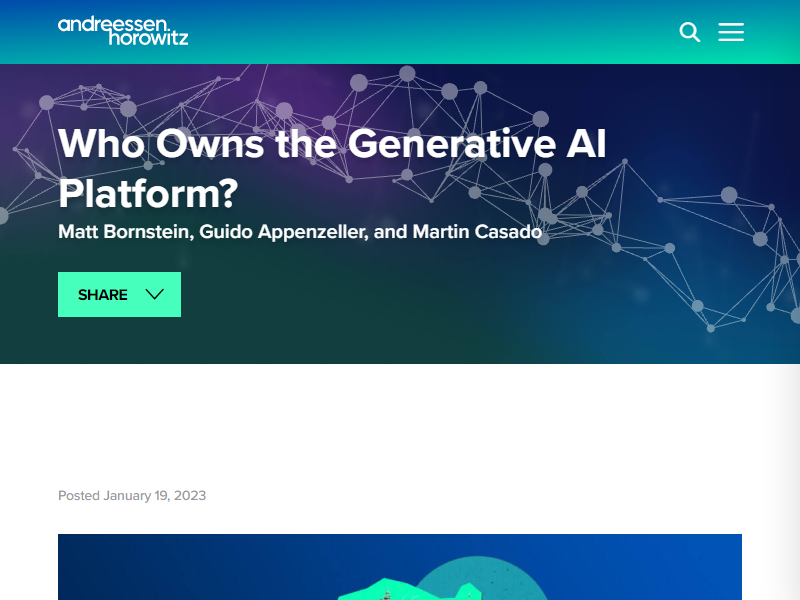 andreessen.
horowitz
Who Owns the Generative AI
Platform?
Matt Bornstein, Guido Appenzeller, and Martin Casado
SHARE
Posted January 19, 2023